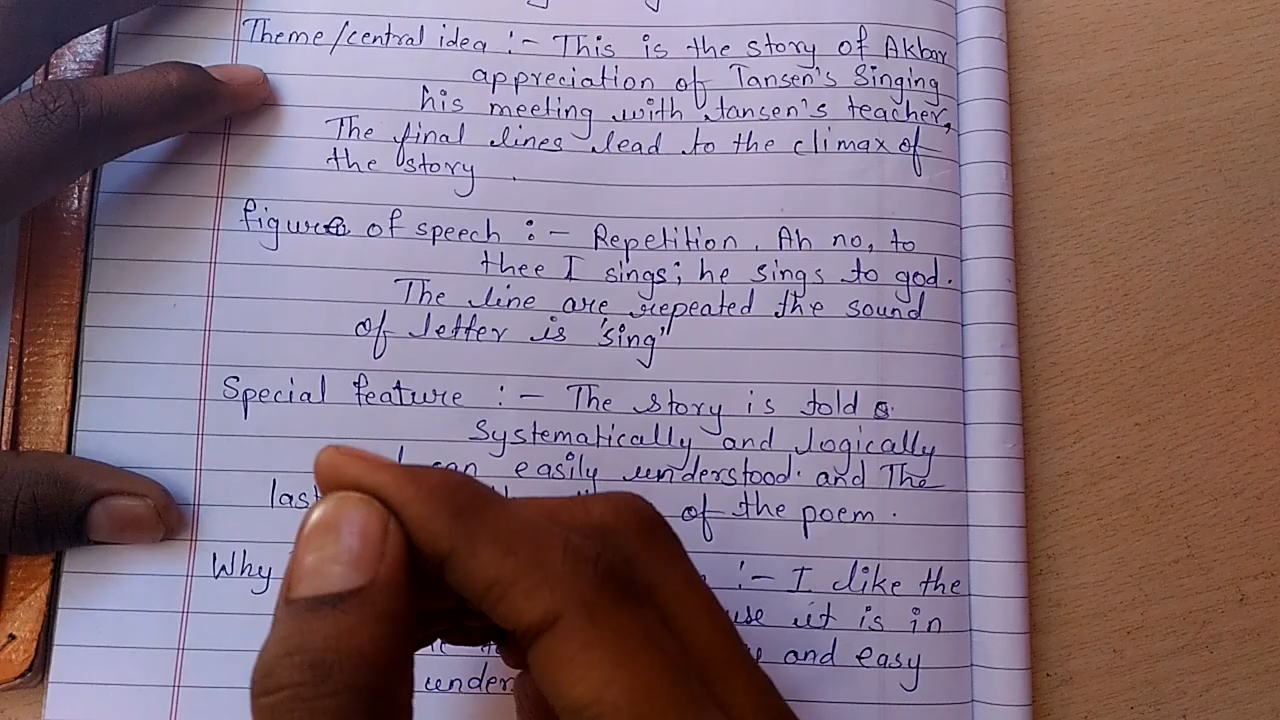 Theme/central idea :- This is the story of Akbar
appreciation of Tansen's Singing
his meeting with tansen's teacher,
The final lines lead to the climax of
the story .
figure of speech :- Repetition. Ah no, to
thee I sings; he sings to god.
The line are repeated the sound
of letter is 'sing"
Special feature :- The story is told
Systematically and logically
can easily understood. and The
last of the poem .
Why :- I like the
it is in
and easy